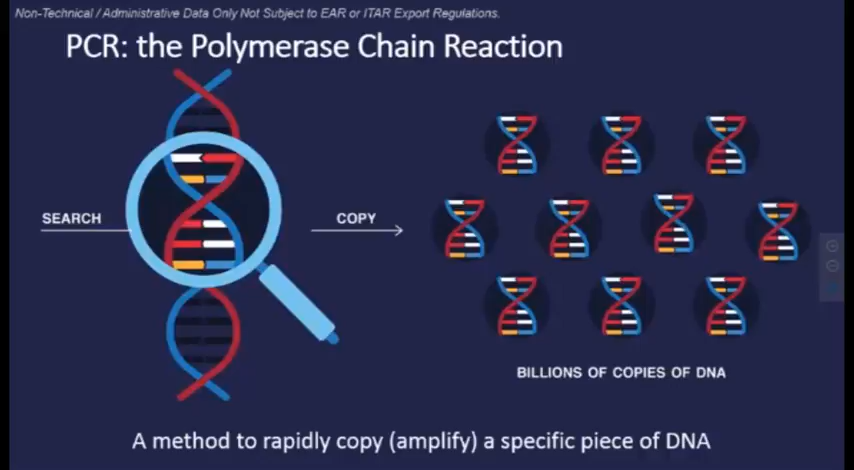 Non-Technical / Administrative Data Only Not Subject to EAR or ITAR Export Regulations.
PCR: the Polymerase Chain Reaction
SEARCH
COPY
BILLIONS OF COPIES OF DNA
A method to rapidly copy (amplify) a specific piece of DNA